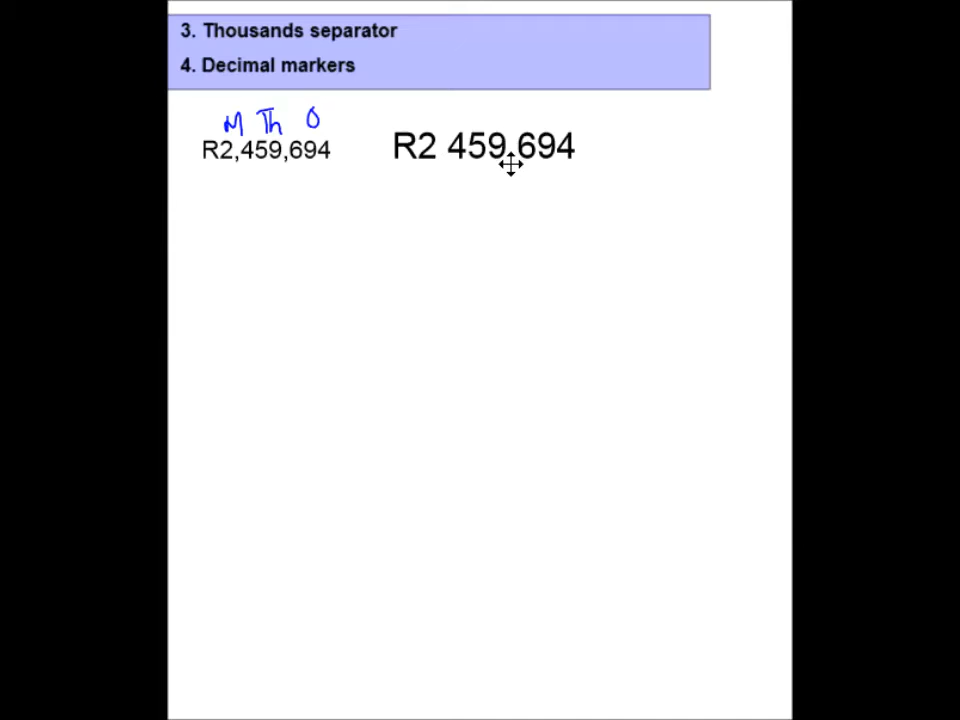 3. Thousands separator
4. Decimal markers
M Th O
R2,459,694
R2 459 694